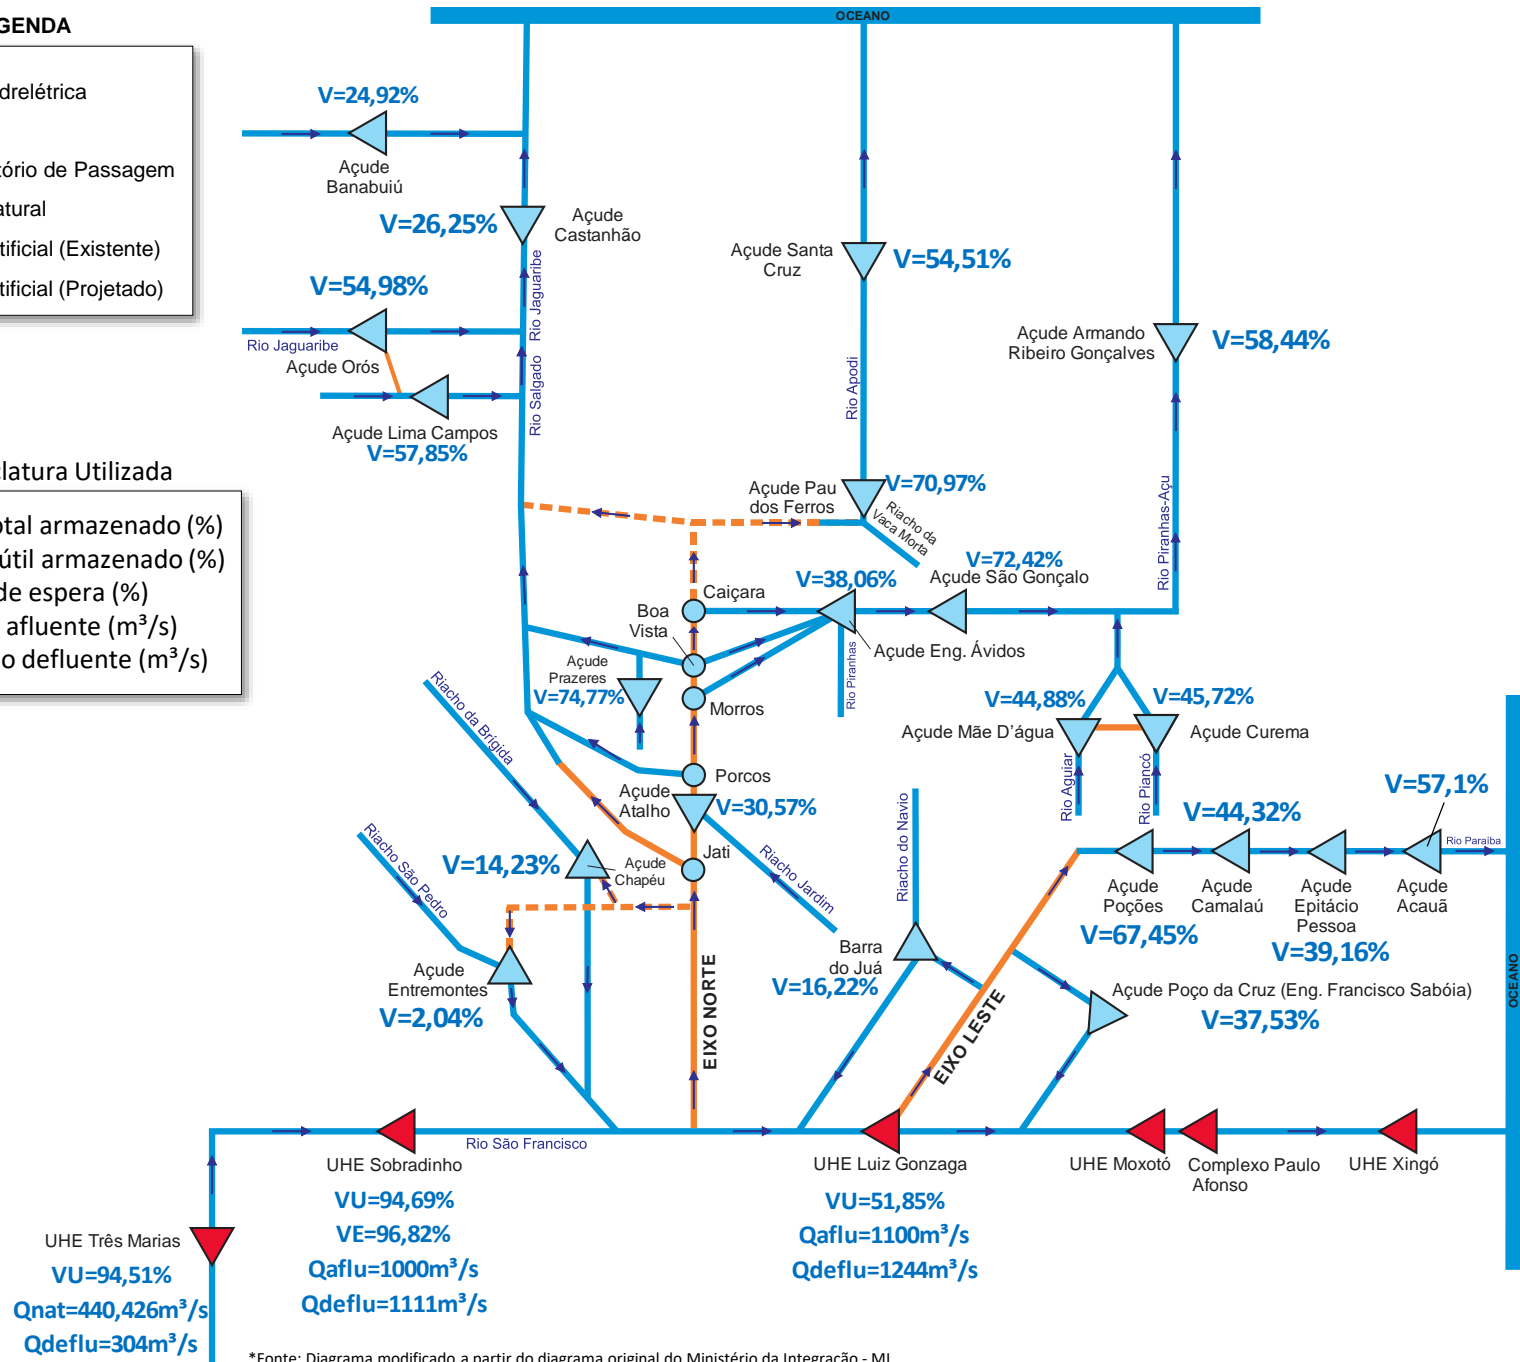 GENDA
drelétrica
tório de Passagem
atural
tificial (Existente)
tificial (Projetado)
clatura Utilizada
otal armazenado (%)
útil armazenado (%)
de espera (%)
afluente (m³/s)
o defluente (m³/s)
OCEANO
V=24,92%
Açude
Banabuiú
V=26,25%
Açude
Castanhão
Rio Jaguaribe
V=54,98%
Rio Jaguaribe
Açude Orós
Rio Salgado
Açude Lima Campos
V=57,85%
Açude Santa
Cruz
V=54,51%
Rio Apodi
Açude Armando
Ribeiro Gonçalves
V=58,44%
Rio Piranhas-Açu
Açude Pau
dos Ferros
V=70,97%
Riacho da
Vaca Morta
V=72,42%
Açude São Gonçalo
V=38,06%
Açude Eng. Ávidos
Rio Piranhas
Caiçara
Boa
Vista
Morros
Açude
Prazeres
V=74,77%
Porcos
Açude
Atalho
V=30,57%
Jati
Riacho Jardim
Riacho da Brígida
V=14,23%
Açude
Chapéu
Riacho São Pedro
Açude
Entremontes
V=2,04%
EIXO NORTE
V=44,88%
Açude Mãe D'água
V=45,72%
Açude Curema
Rio Aguiar
Rio Piancó
V=57,1%
V=44,32%
Rio Paraíba
Açude
Poções
V=67,45%
Açude
Camalaú
Açude
Epitácio
Pessoa
V=39,16%
Açude
Acauã
Riacho do Navio
Barra
do Juá
V=16,22%
EIXO LESTE
Açude Poço da Cruz (Eng. Francisco Sabóia)
V=37,53%
OCEANO
Rio São Francisco
UHE Sobradinho
VU=94,69%
VE=96,82%
Qaflu=1000m³/s
Qdeflu=1111m³/s
UHE Luiz Gonzaga
VU=51,85%
Qaflu=1100m³/s
Qdeflu=1244m³/s
UHE Moxotó
Complexo Paulo
Afonso
UHE Xingó
UHE Três Marias
VU=94,51%
Qnat=440,426m³/s
Qdeflu=304m³/s
*Fonte: Diagrama modificado a partir do diagrama original do Ministério da Integração - MI